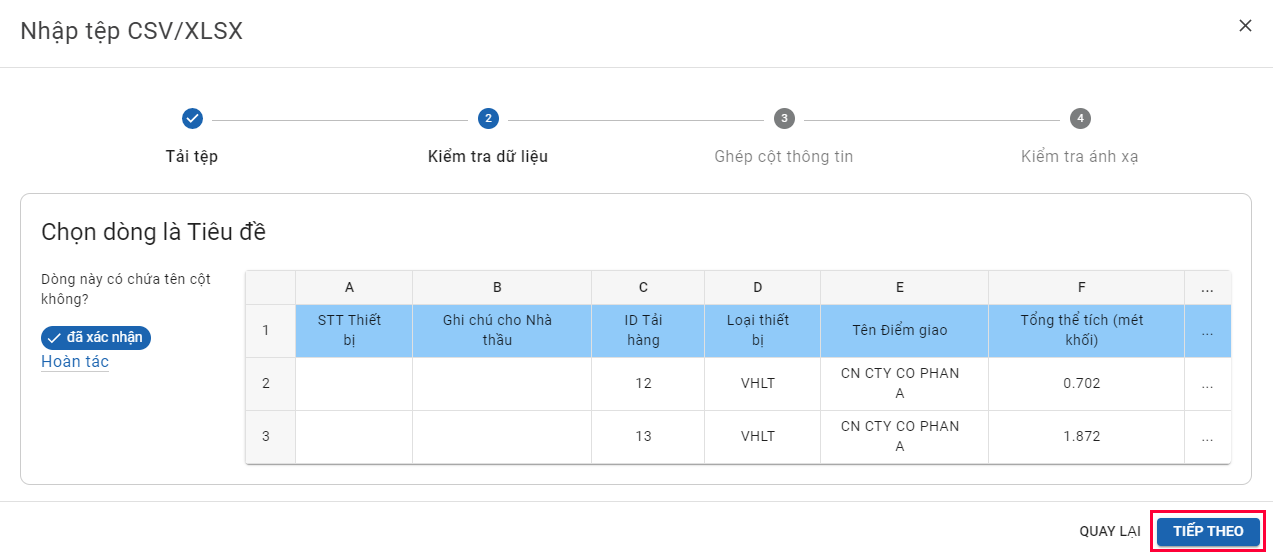 Nhập tệp CSV/XLSX
2
3
4
Tải tệp
Kiểm tra dữ liệu
Ghép cột thông tin
Kiểm tra ánh xạ
Chọn dòng là Tiêu đề
Dòng này có chứa tên cột
không?
đã xác nhận
Hoàn tác
A B C D E F ...
1 STT Thiết bị Ghi chú cho Nhà thầu ID Tải hàng Loại thiết bị Tên Điểm giao Tổng thể tích (mét khối) ...
2 12 VHLT CN CTY CO PHAN A 0.702 ...
3 13 VHLT CN CTY CO PHAN A 1.872 ...
QUAY LẠI
TIẾP THEO